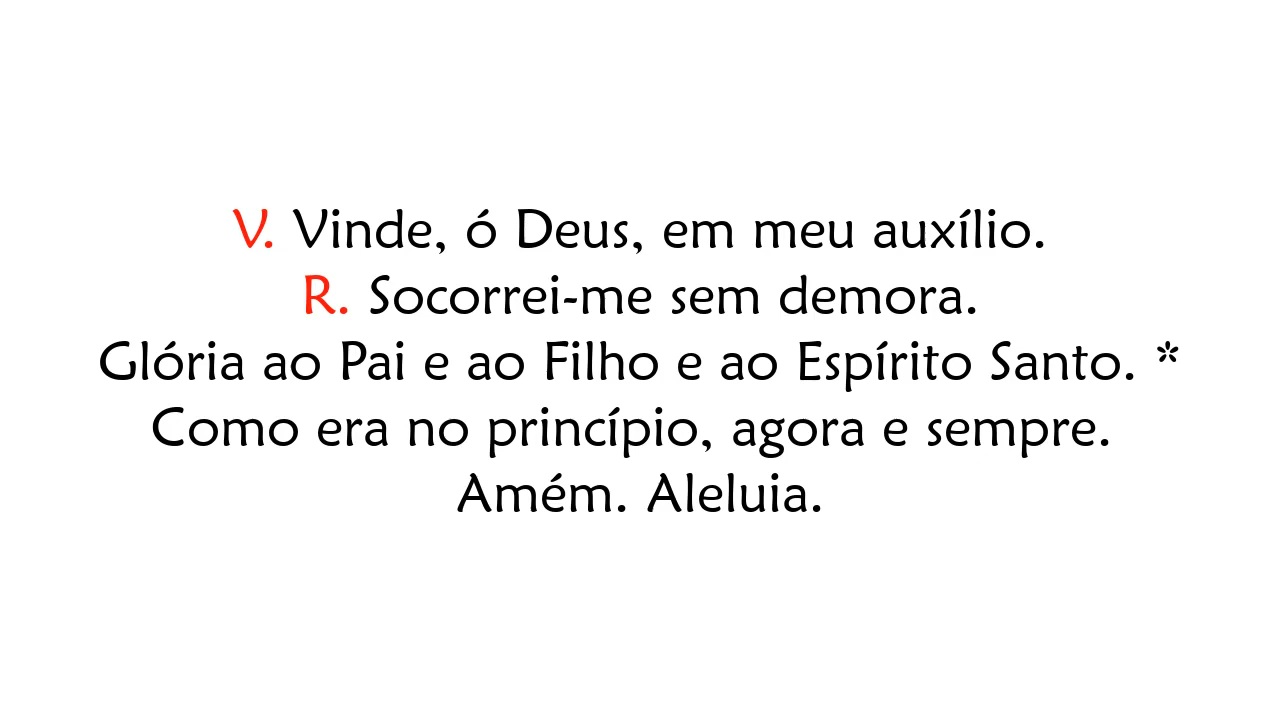 V. Vinde, ó Deus, em meu auxílio.
R. Socorrei-me sem demora.
Glória ao Pai e ao Filho e ao Espírito Santo. *
Como era no princípio, agora e sempre.
Amém. Aleluia.